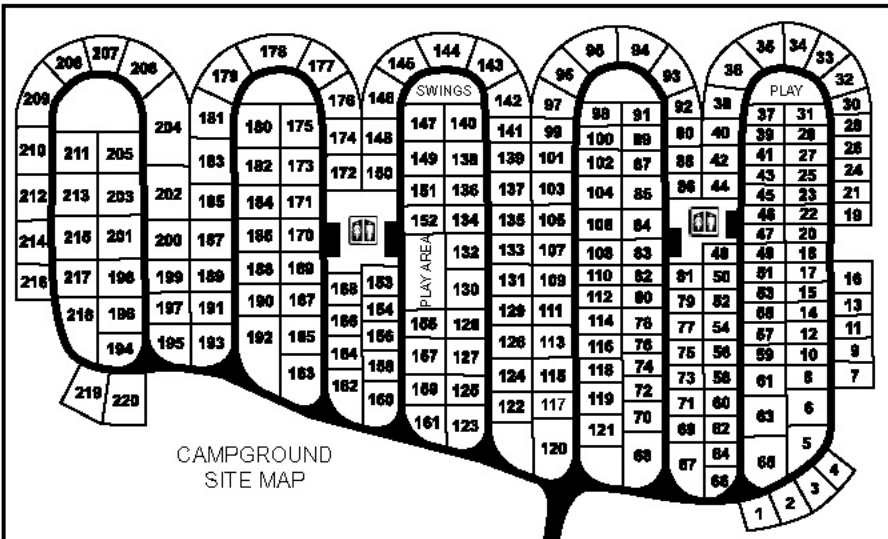 207 178 144 95 94 35 34
208 206 179 177 145 143 96 93 36 33 32
SWINGS PLAY
209 176 146 142 97 92 38 30
204 181 180 175 147 140 98 91 37 31
174 148 141 99 100 89 90 40 39 29 28
210 211 205 183 182 173 172 150 149 138 139 101 102 87 88 42 41 27 26
43 25 24
212 213 203 202 185 184 171 151 136 137 103 104 85 86 44 45 23 21
152 134 135 105 106 84 46 22 19
214 215 201 200 187 186 170 47 20
PLAY AREA
132 133 107 108 83 48 49 18
216 217 198 199 189 188 169 168 153 130 131 109 110 82 81 50 51 17 16
218 196 197 191 190 167 154 129 111 112 80 79 52 53 15 13
166 155 128 114 78 77 54 55 14 11
194 195 193 192 165 164 156 157 127 126 113 116 76 75 56 57 12 9
59 10
163 162 158 159 125 124 115 118 74 73 58 61 8 7
219 220 160 161 123 122 117 119 72 71 60 63 6
120 121 70 69 62 5
68 67 64 65 4
66 3
1 2
CAMPGROUND
SITE MAP